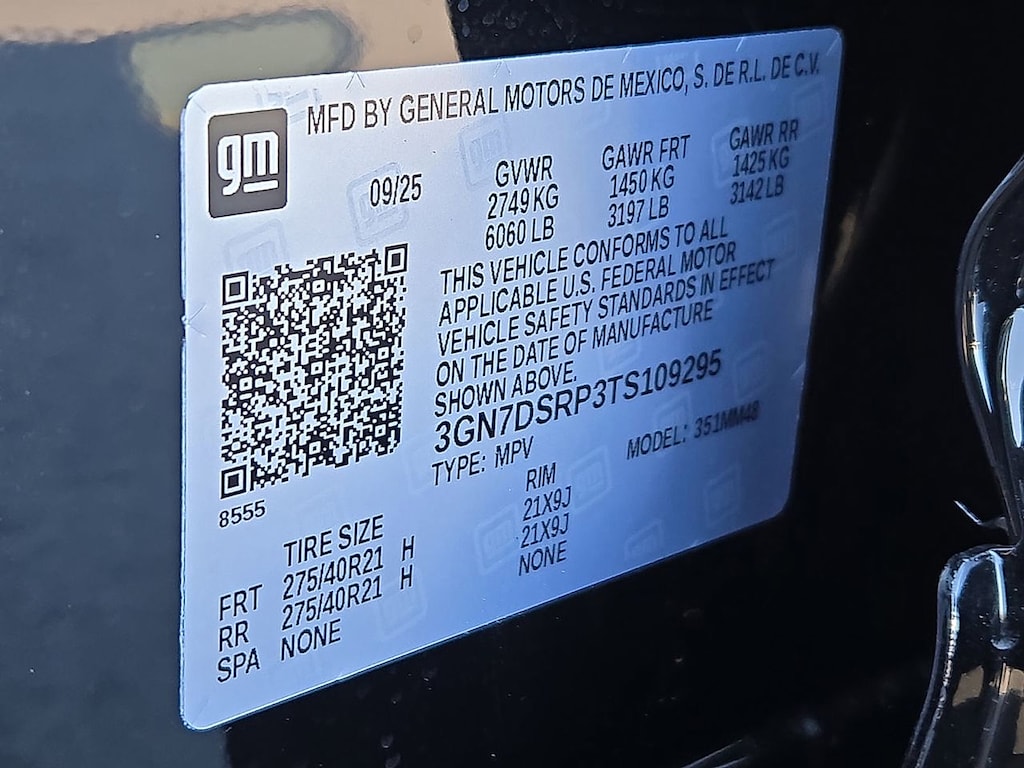 gm
MFD BY GENERAL MOTORS DE MEXICO, S. DE R.L. DE C.V.
09/25
GVWR
2749 KG
6060 LB
GAWR FRT
1450 KG
3197 LB
GAWR RR
1425 KG
3142 LB
THIS VEHICLE CONFORMS TO ALL
APPLICABLE U.S. FEDERAL MOTOR
VEHICLE SAFETY STANDARDS IN EFFECT
ON THE DATE OF MANUFACTURE
SHOWN ABOVE.
3GN7DSRP3TS109295
TYPE: MPV
MODEL: 351MM48
8555
TIRE SIZE
RIM
FRT 275/40R21 H 21X9J
RR 275/40R21 H 21X9J
SPA NONE NONE